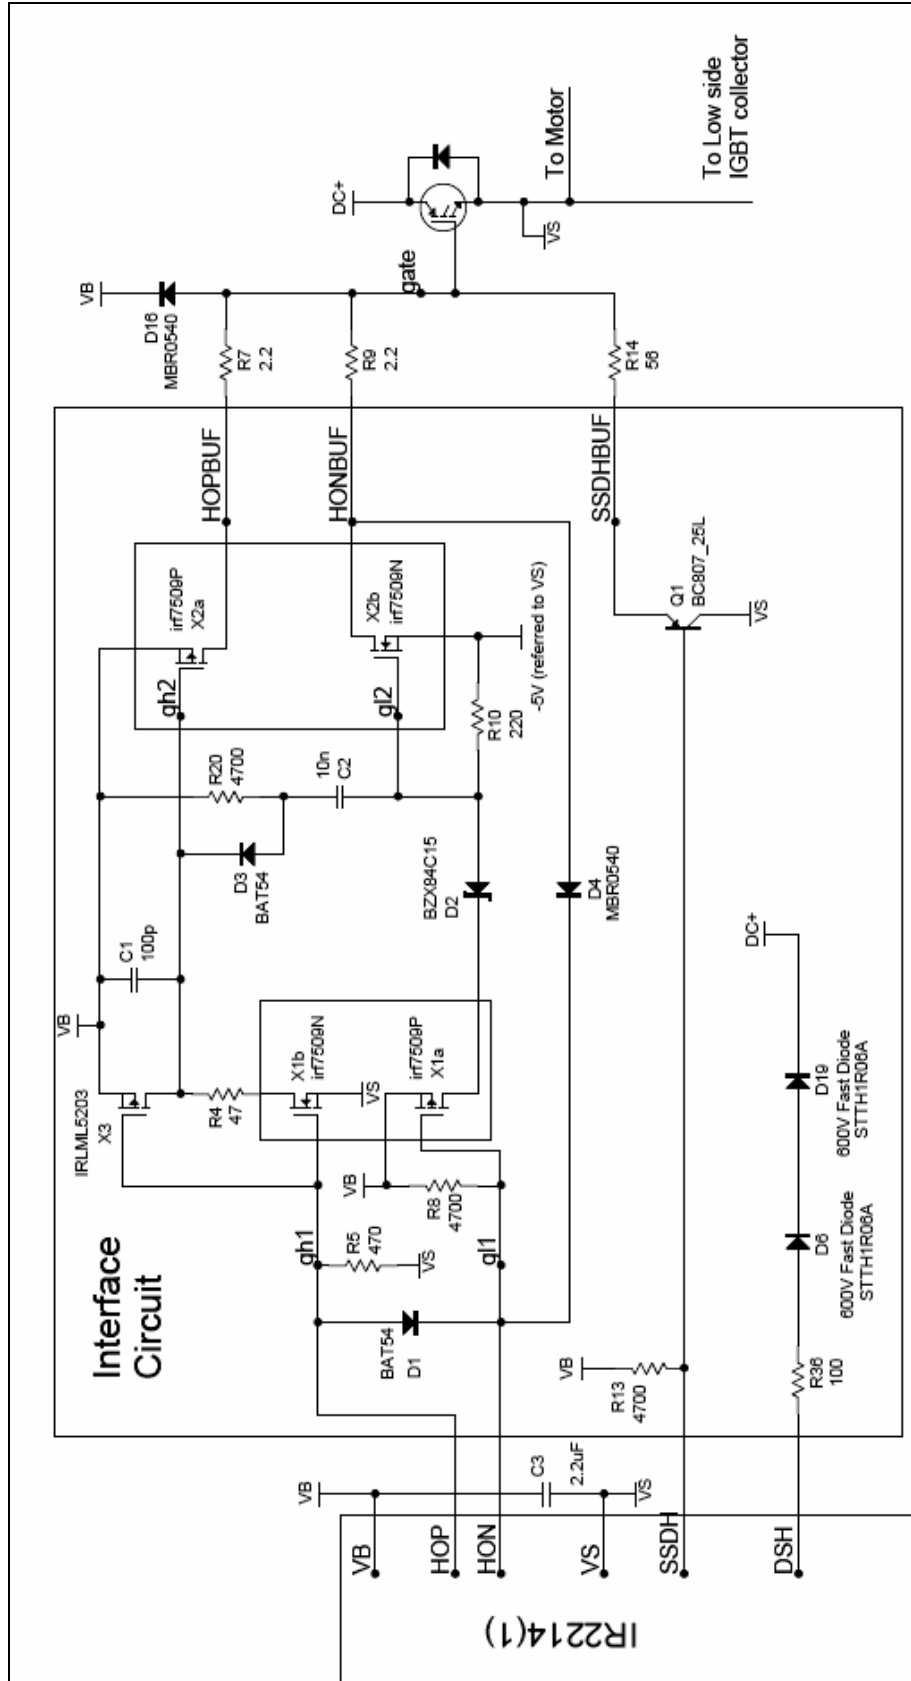 Interface
Circuit
IR2214(1)
VB
HOP
HON
VS
SSDH
DSH
VB
C3
2.2uF
VS
BAT54
D1
gh1
R5
470
VS
VB
R8
4700
gl1
IRLML5203
X3
VB
C1
100p
R4
47
X1b
irf7509N
VS
irf7509P
X1a
D3
BAT54
R20
4700
10n
C2
BZX84C15
D2
R10
220
-5V (referred to VS)
gh2
irf7509P
X2a
gl2
X2b
irf7509N
D4
MBR0540
HOPBUF
HONBUF
SSDHBUF
Q1
BC807_25L
VS
VB
R13
4700
R36
100
D6
600V Fast Diode
STTH1R06A
D19
600V Fast Diode
STTH1R06A
DC+
VB
D16
MBR0540
R7
2.2
R9
2.2
R14
56
gate
DC+
VS
To Motor
To Low side
IGBT collector